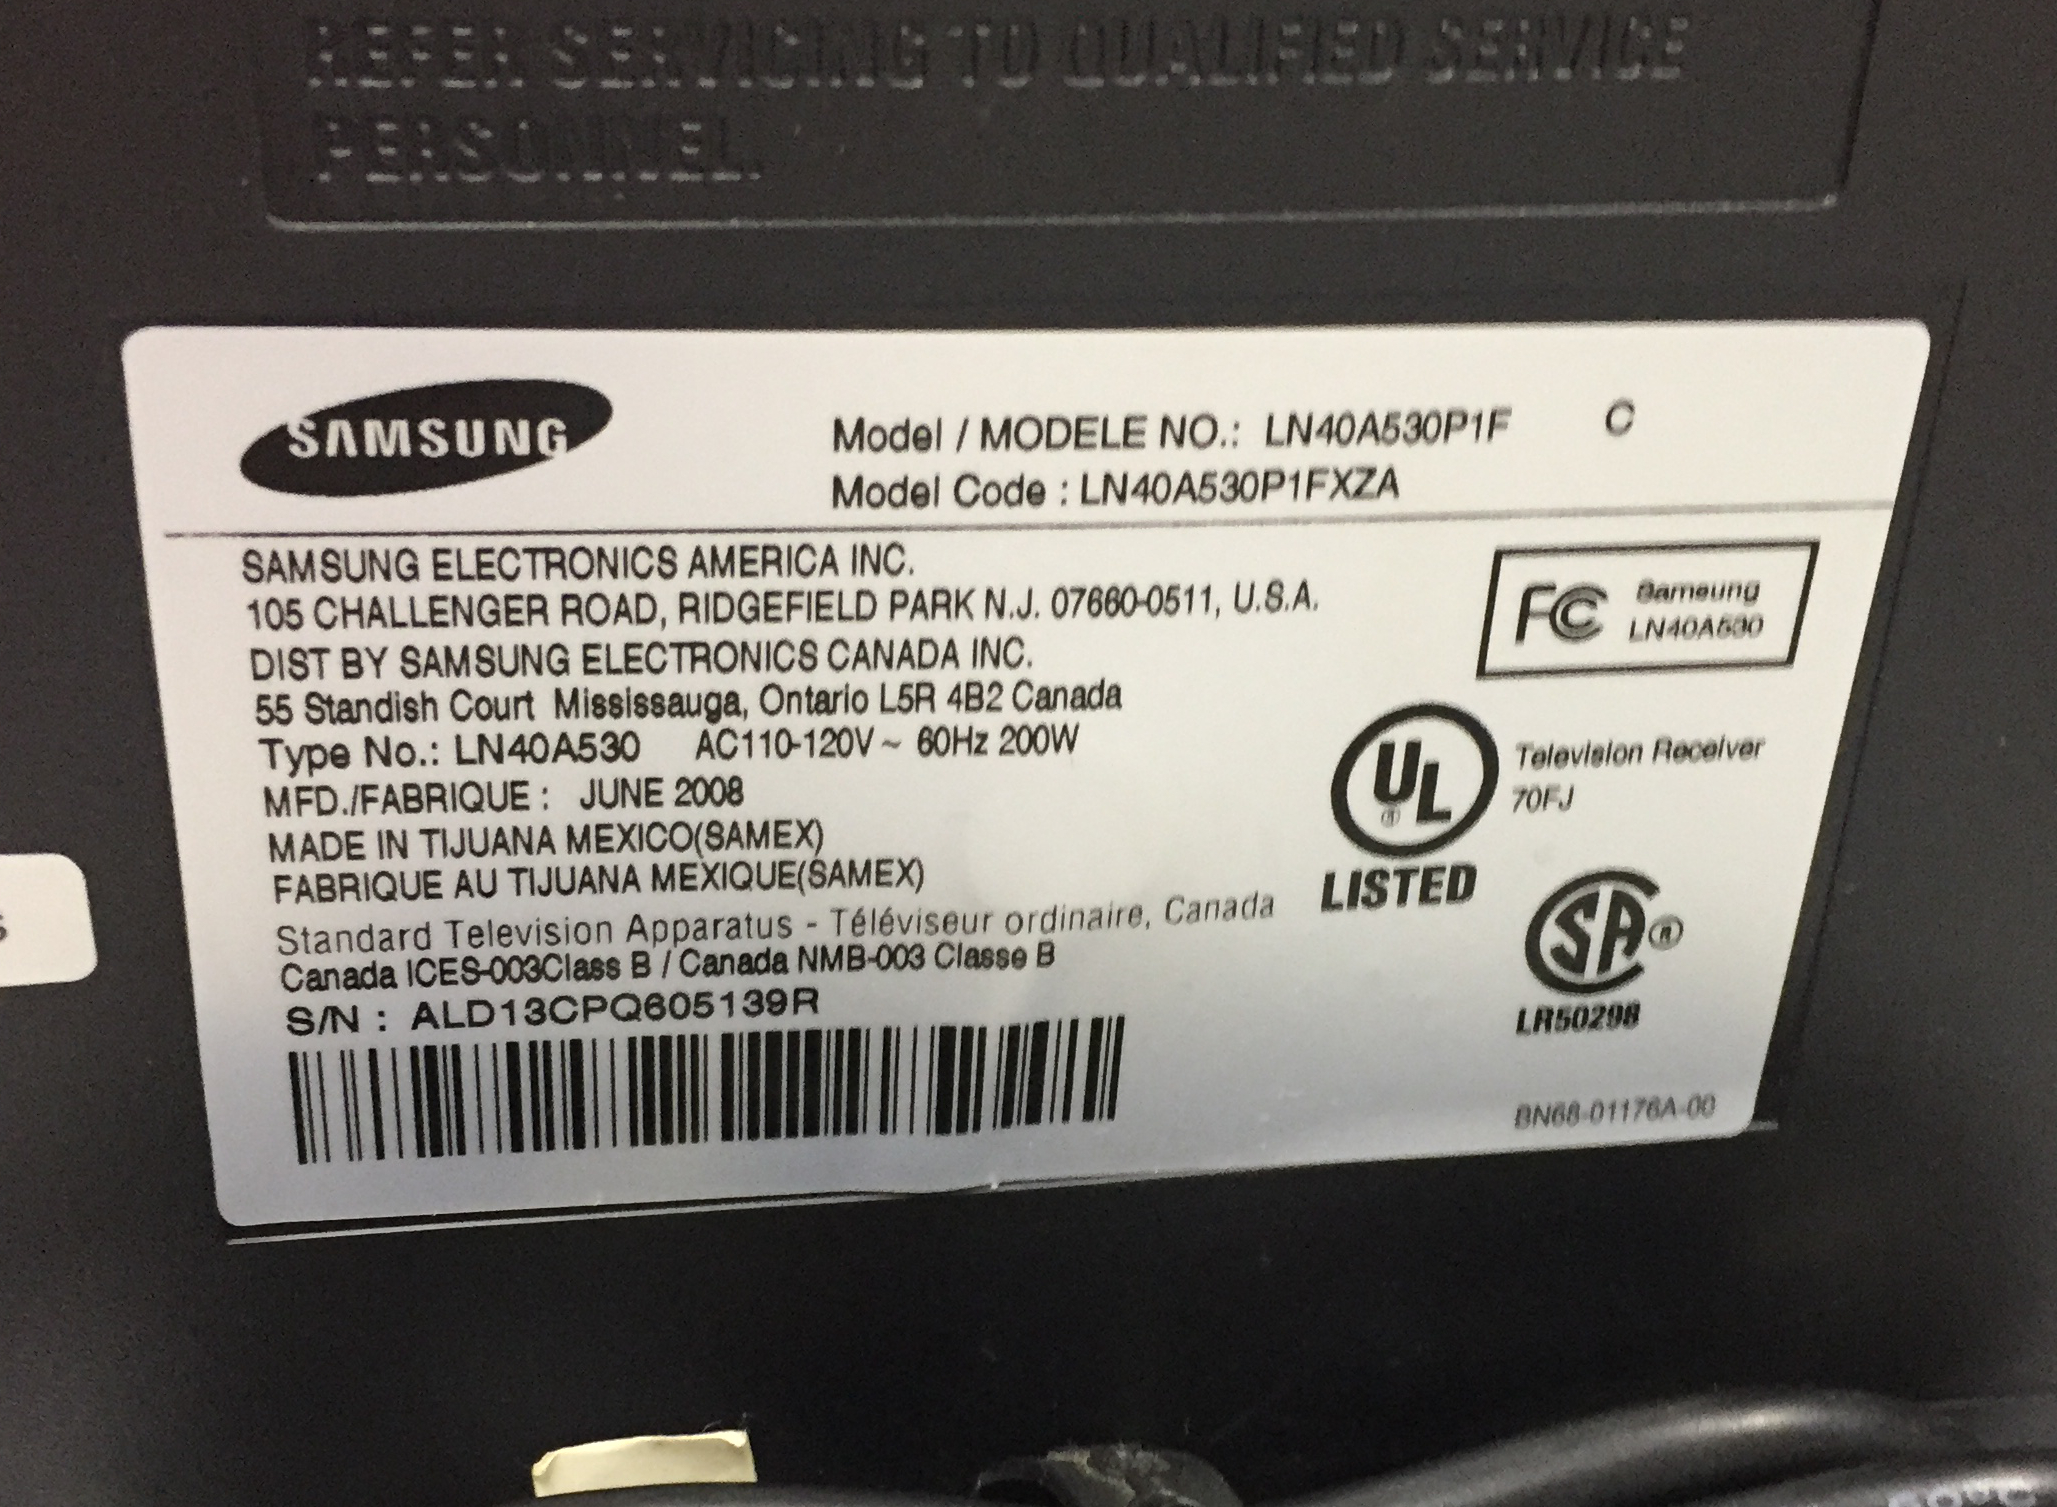 REFER SERVICING TO QUALIFIED SERVICE
PERSONNEL.
SAMSUNG
Model / MODELE NO.: LN40A530P1F C
Model Code : LN40A530P1FXZA
SAMSUNG ELECTRONICS AMERICA INC.
105 CHALLENGER ROAD, RIDGEFIELD PARK N.J. 07660-0511, U.S.A.
DIST BY SAMSUNG ELECTRONICS CANADA INC.
55 Standish Court Mississauga, Ontario L5R 4B2 Canada
Type No.: LN40A530 AC110-120V~ 60Hz 200W
MFD./FABRIQUE : JUNE 2008
MADE IN TIJUANA MEXICO(SAMEX)
FABRIQUE AU TIJUANA MEXIQUE(SAMEX)
Standard Television Apparatus - Téléviseur ordinaire, Canada
Canada ICES-003Class B / Canada NMB-003 Classe B
S/N : ALD13CPQ605139R
FC Samsung
LN40A530
UL ®
LISTED
Television Receiver
70FJ
SA ®
LR50298
BN68-01176A-00